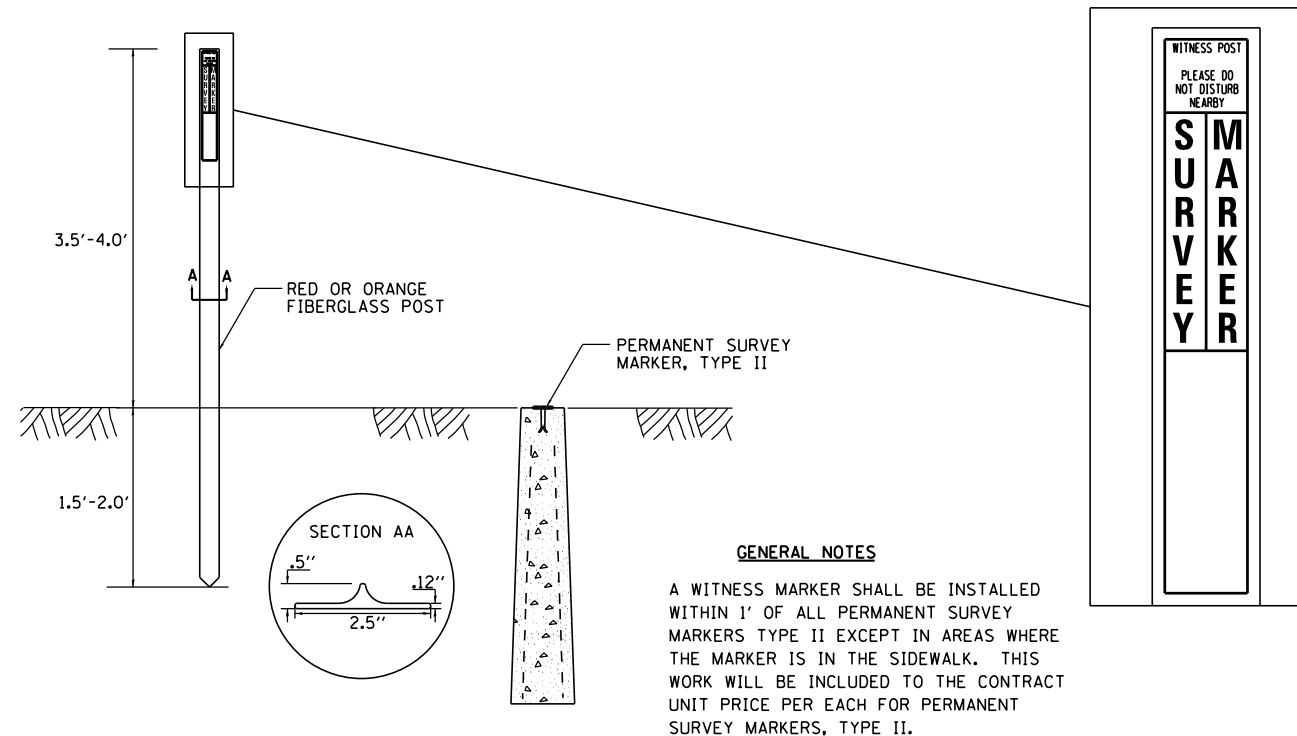 WITNESS POST
PLEASE DO
NOT DISTURB
NEARBY
SURVEY
MARKER
SURVEY
MARKER
3.5'-4.0'
A A
RED OR ORANGE
FIBERGLASS POST
PERMANENT SURVEY
MARKER, TYPE II
1.5'-2.0'
SECTION AA
.5''
.12''
2.5''
GENERAL NOTES
A WITNESS MARKER SHALL BE INSTALLED
WITHIN 1' OF ALL PERMANENT SURVEY
MARKERS TYPE II EXCEPT IN AREAS WHERE
THE MARKER IS IN THE SIDEWALK. THIS
WORK WILL BE INCLUDED TO THE CONTRACT
UNIT PRICE PER EACH FOR PERMANENT
SURVEY MARKERS, TYPE II.